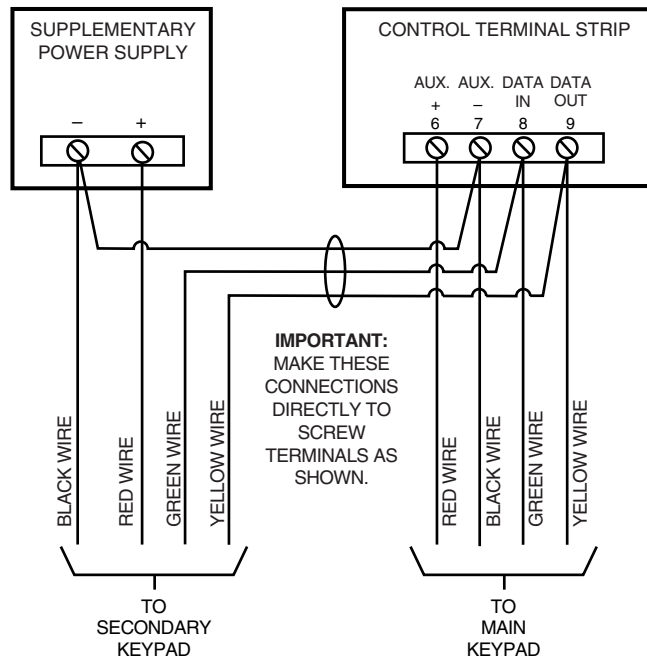 SUPPLEMENTARY
POWER SUPPLY
– +
CONTROL TERMINAL STRIP
AUX. AUX. DATA DATA
+ – IN OUT
6 7 8 9
IMPORTANT:
MAKE THESE
CONNECTIONS
DIRECTLY TO
SCREW
TERMINALS AS
SHOWN.
BLACK WIRE
RED WIRE
GREEN WIRE
YELLOW WIRE
RED WIRE
BLACK WIRE
GREEN WIRE
YELLOW WIRE
TO
SECONDARY
KEYPAD
TO
MAIN
KEYPAD